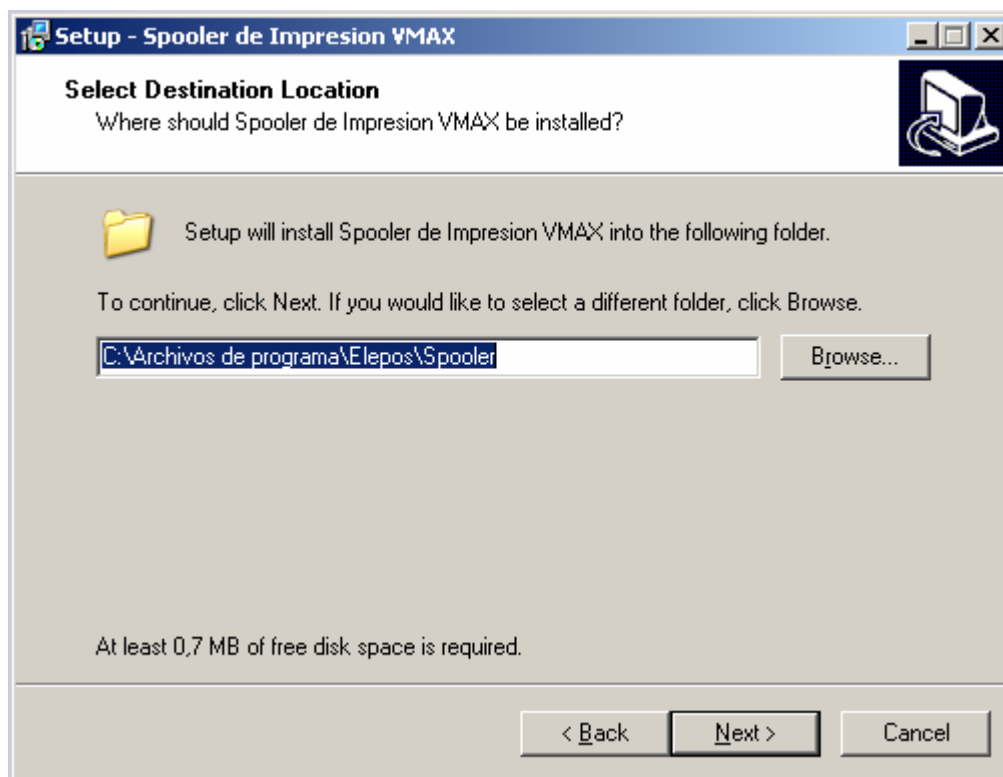 Setup - Spooler de Impresion VMAX
Select Destination Location
Where should Spooler de Impresion VMAX be installed?
Setup will install Spooler de Impresion VMAX into the following folder.
To continue, click Next. If you would like to select a different folder, click Browse.
C:\Archivos de programa\Elepos\Spooler
Browse...
At least 0,7 MB of free disk space is required.
< Back Next > Cancel